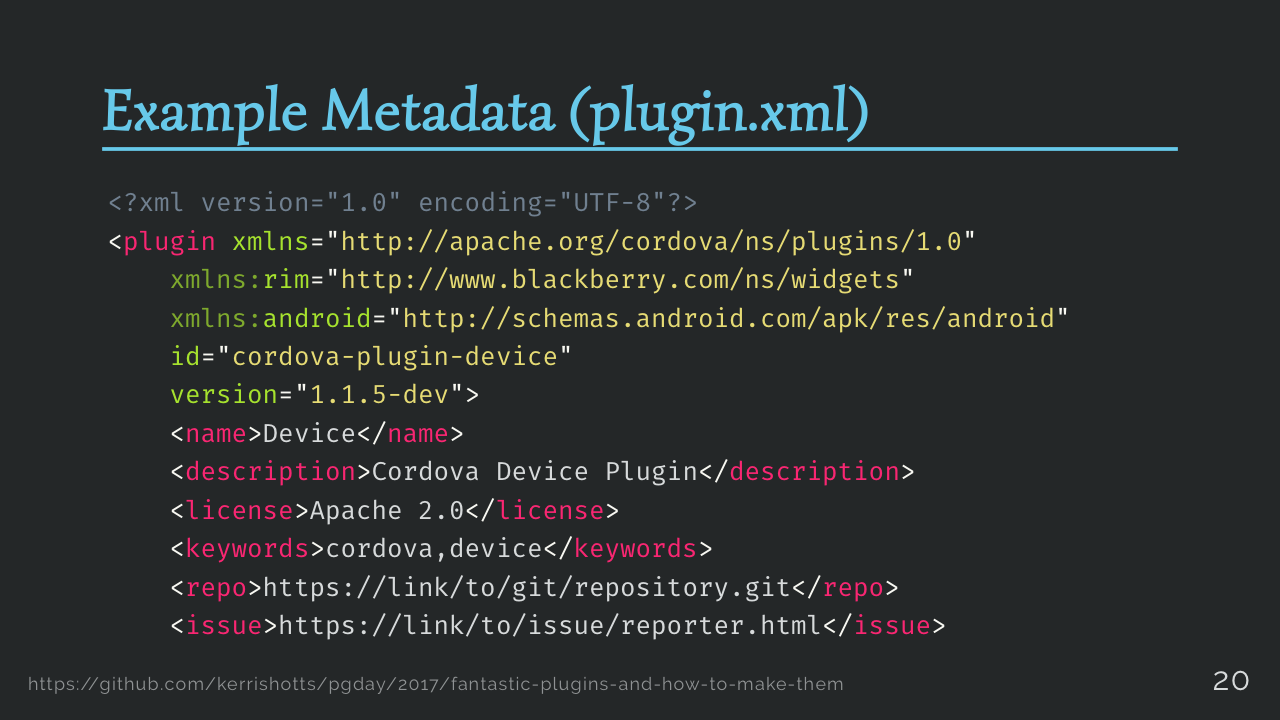 Example Metadata (plugin.xml)
<?xml version="1.0" encoding="UTF-8"?>
<plugin xmlns="http://apache.org/cordova/ns/plugins/1.0"
    xmlns:rim="http://www.blackberry.com/ns/widgets"
    xmlns:android="http://schemas.android.com/apk/res/android"
    id="cordova-plugin-device"
    version="1.1.5-dev">
    <name>Device</name>
    <description>Cordova Device Plugin</description>
    <license>Apache 2.0</license>
    <keywords>cordova,device</keywords>
    <repo>https://link/to/git/repository.git</repo>
    <issue>https://link/to/issue/reporter.html</issue>
https://github.com/kerrishotts/pgday/2017/fantastic-plugins-and-how-to-make-them
20